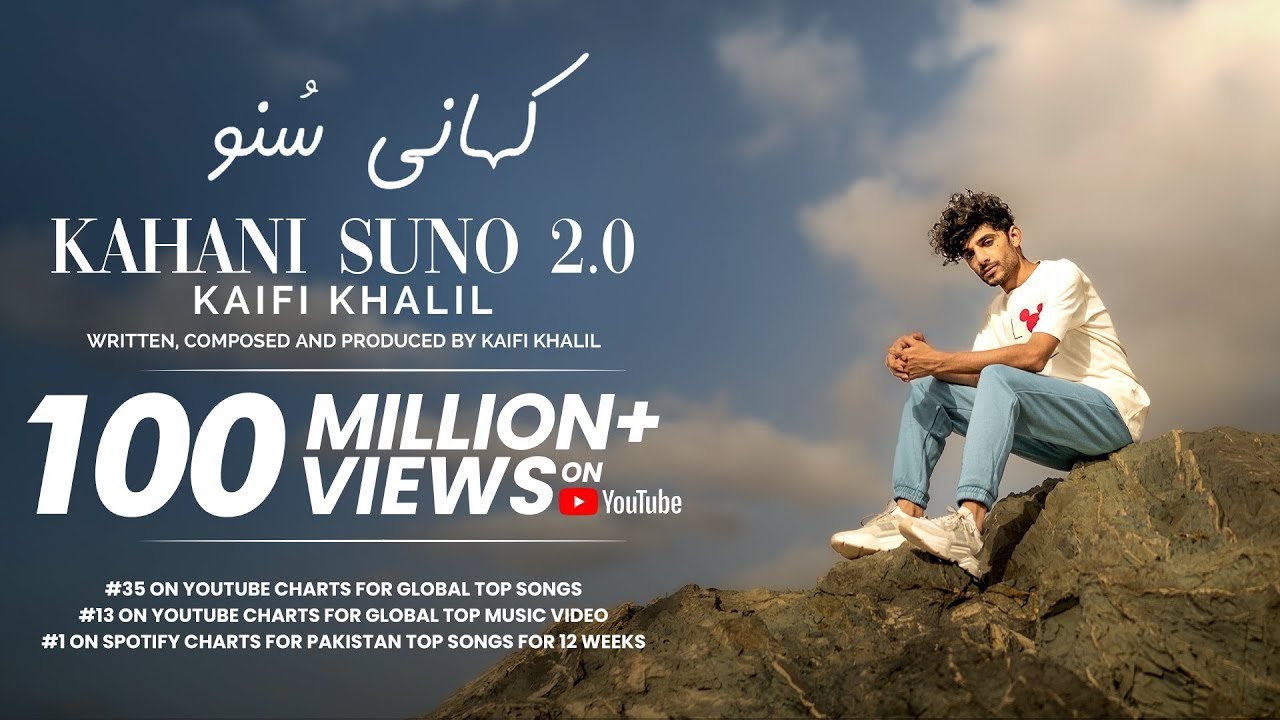 کہانی سُنو
KAHANI SUNO 2.0
KAIFI KHALIL
WRITTEN, COMPOSED AND PRODUCED BY KAIFI KHALIL
100 MILLION+
VIEWS ON YouTube
#35 ON YOUTUBE CHARTS FOR GLOBAL TOP SONGS
#13 ON YOUTUBE CHARTS FOR GLOBAL TOP MUSIC VIDEO
#1 ON SPOTIFY CHARTS FOR PAKISTAN TOP SONGS FOR 12 WEEKS
L